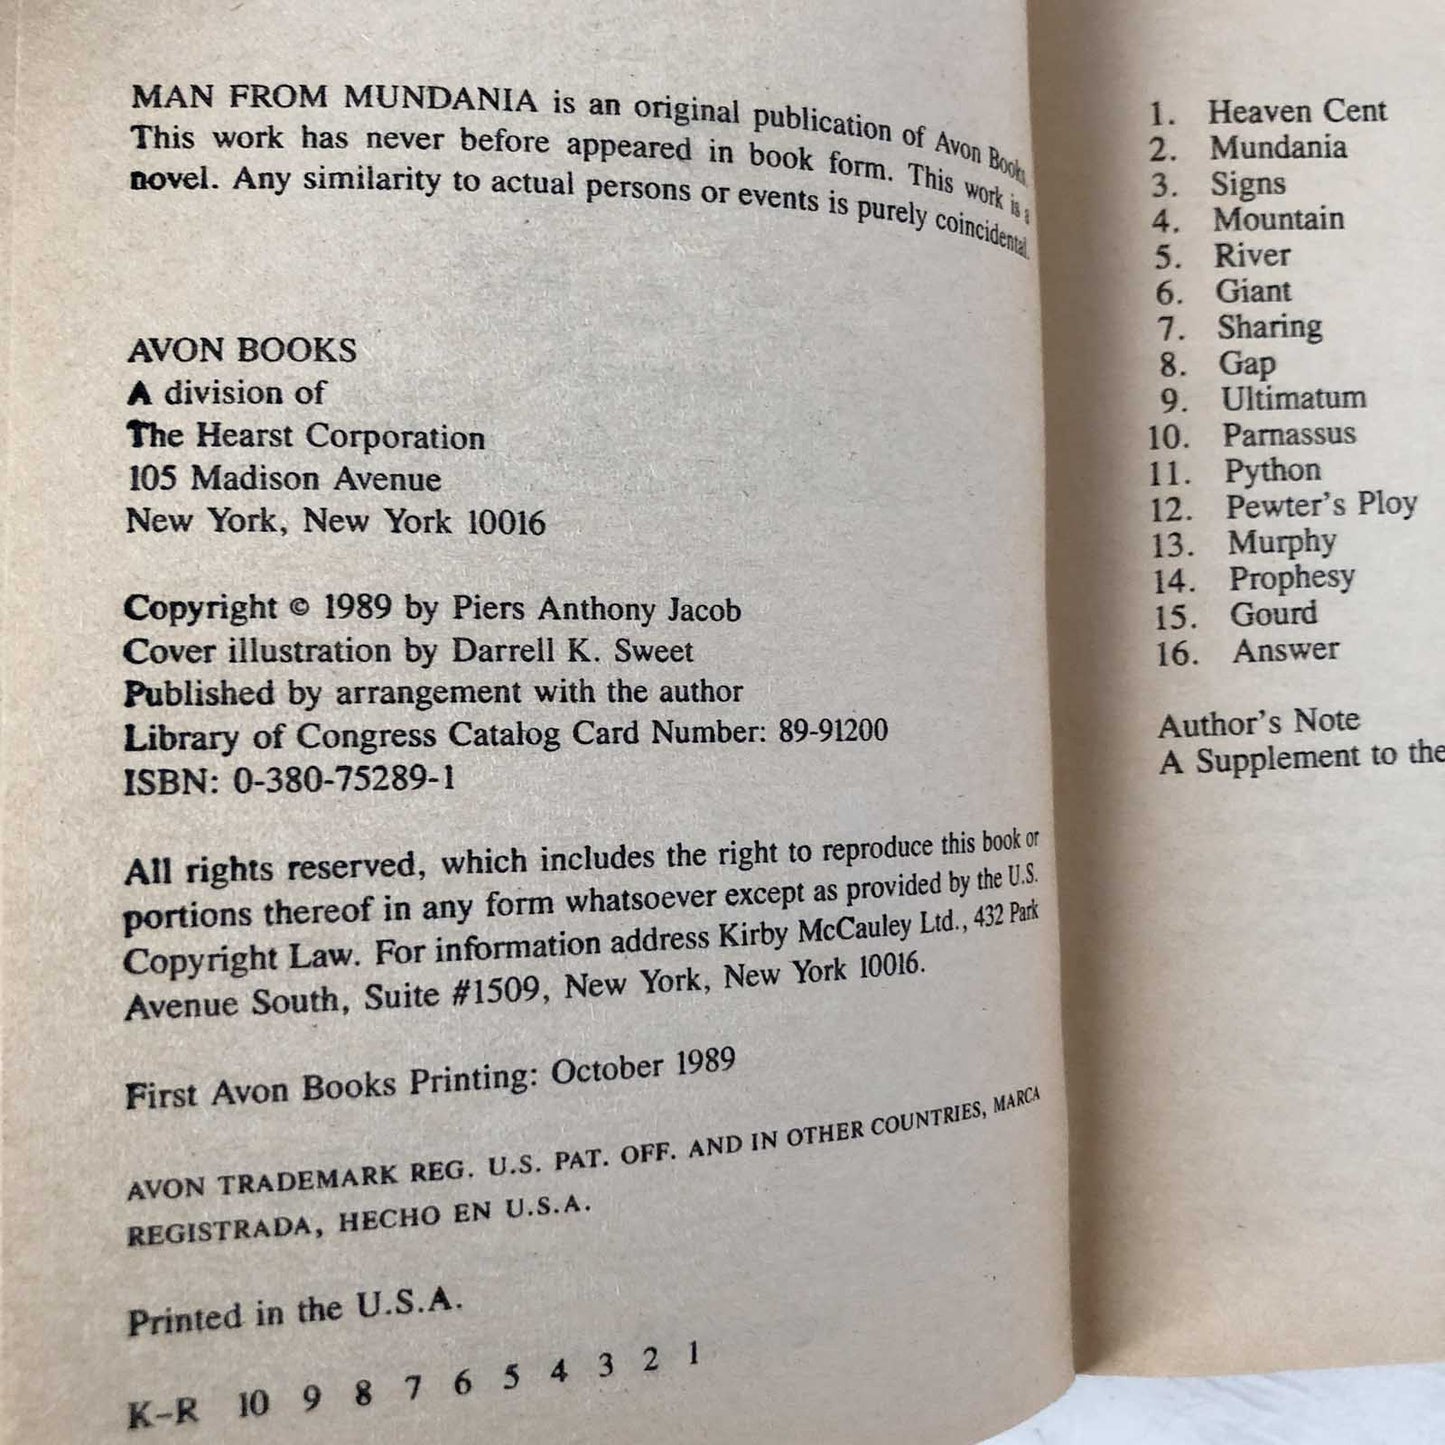 MAN FROM MUNDANIA is an original publication of Avon Books.
This work has never before appeared in book form. This work is a
novel. Any similarity to actual persons or events is purely coincidental.
AVON BOOKS
A division of
The Hearst Corporation
105 Madison Avenue
New York, New York 10016
Copyright © 1989 by Piers Anthony Jacob
Cover illustration by Darrell K. Sweet
Published by arrangement with the author
Library of Congress Catalog Card Number: 89-91200
ISBN: 0-380-75289-1
All rights reserved, which includes the right to reproduce this book or
portions thereof in any form whatsoever except as provided by the U.S.
Copyright Law. For information address Kirby McCauley Ltd., 432 Park
Avenue South, Suite #1509, New York, New York 10016.
First Avon Books Printing: October 1989
AVON TRADEMARK REG. U.S. PAT. OFF. AND IN OTHER COUNTRIES, MARCA
REGISTRADA, HECHO EN U.S.A.
Printed in the U.S.A.
K-R 10 9 8 7 6 5 4 3 2 1
1. Heaven Cent
2. Mundania
3. Signs
4. Mountain
5. River
6. Giant
7. Sharing
8. Gap
9. Ultimatum
10. Parnassus
11. Python
12. Pewter's Ploy
13. Murphy
14. Prophesy
15. Gourd
16. Answer
Author's Note
A Supplement to the